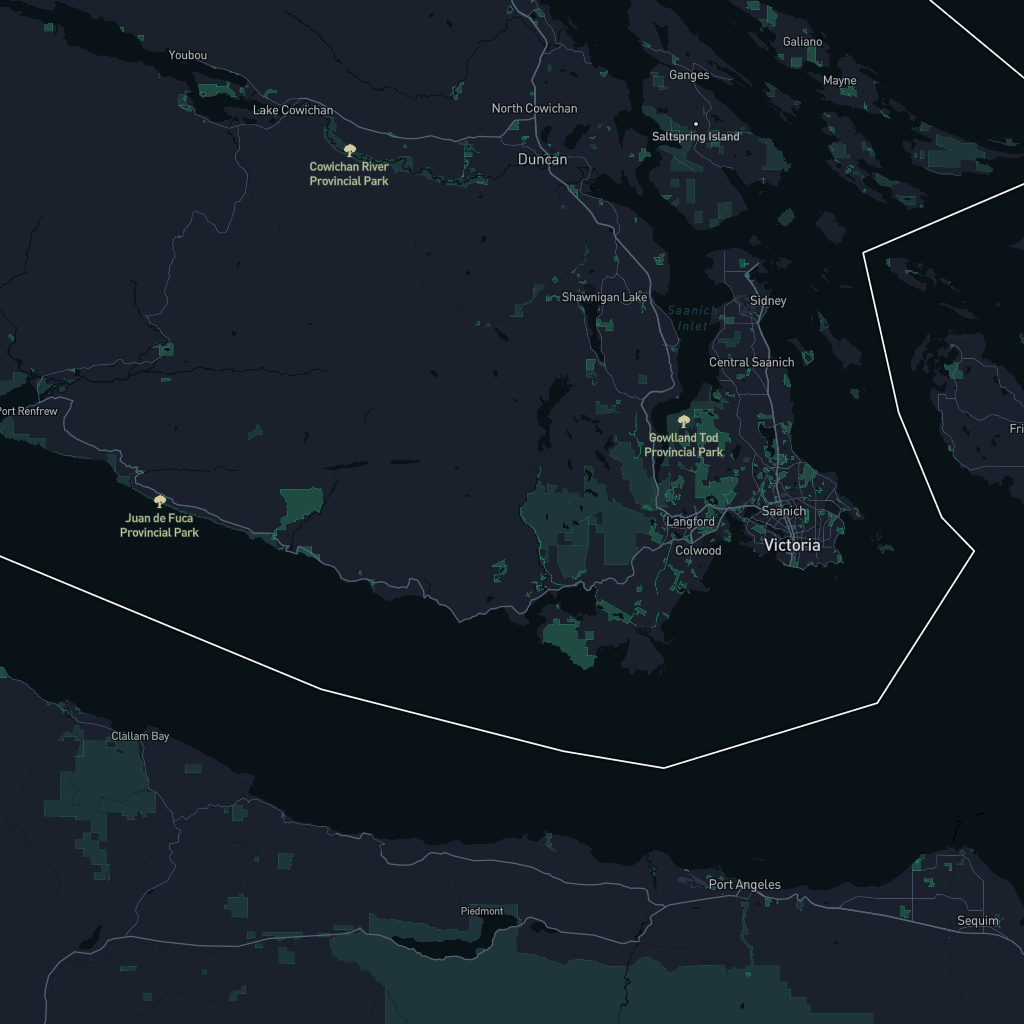 Galiano
Youbou
Ganges
Mayne
Lake Cowichan
North Cowichan
Saltspring Island
Duncan
Cowichan River
Provincial Park
Shawnigan Lake
Sidney
Saanich
Inlet
Central Saanich
Port Renfrew
Fri
Gowlland Tod
Provincial Park
Juan de Fuca
Provincial Park
Saanich
Langford
Victoria
Colwood
Clallam Bay
Port Angeles
Piedmont
Sequim